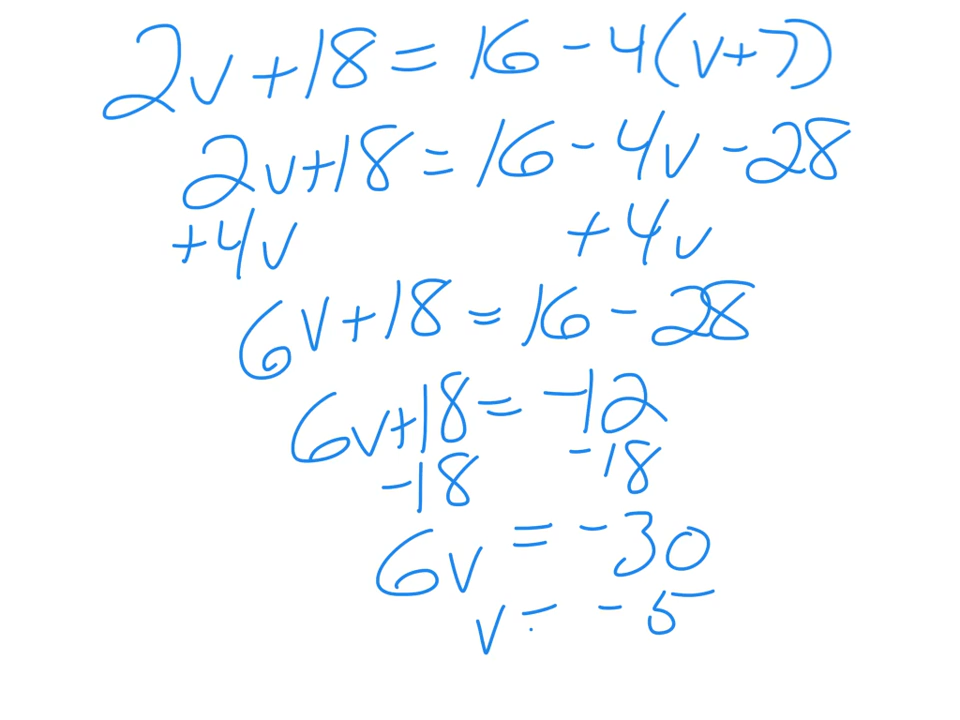 2v+18=16-4(v+7)
2v+18=16-4v-28
+4v +4v
6v+18=16-28
6v+18=-12
-18 -18
6v=-30
v=-5